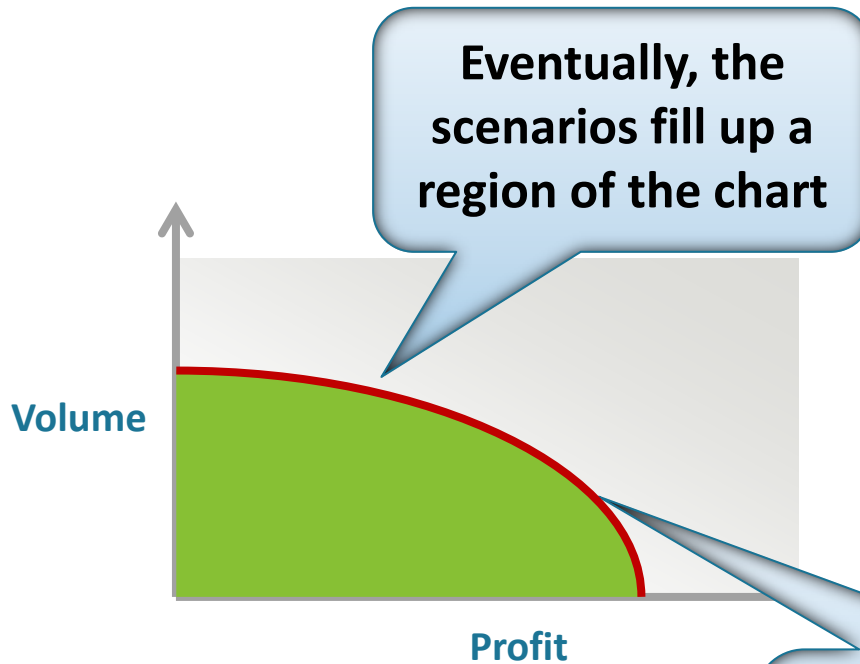 Eventually, the
scenarios fill up a
region of the chart
Volume
Profit